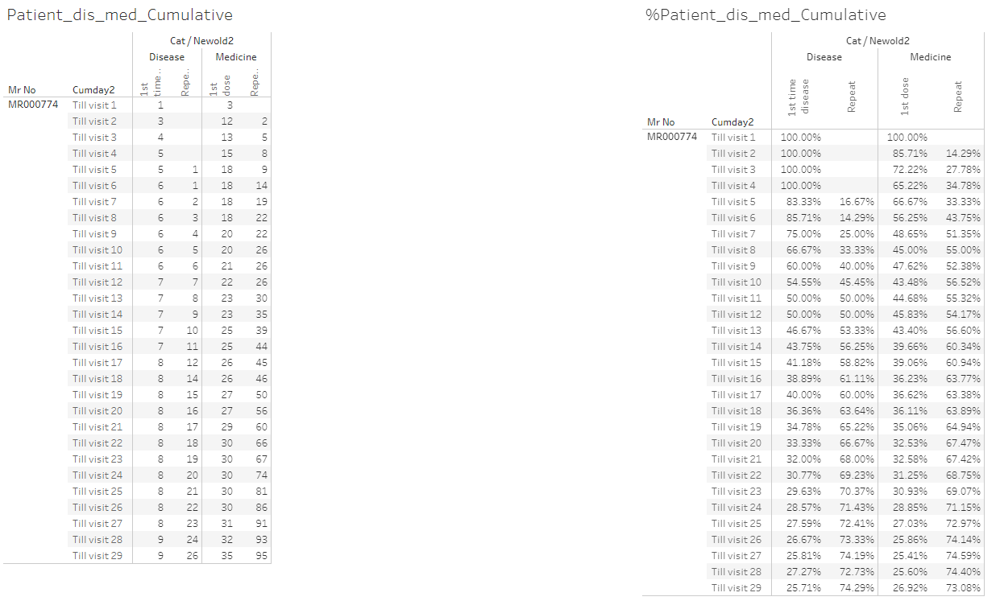 Patient_dis_med_Cumulative
Cat / Newold2
Disease Medicine
Mr No Cumday2 1st time.. Repe.. 1st dose Repe..
MR000774 Till visit 1 1 3
Till visit 2 3 12 2
Till visit 3 4 13 5
Till visit 4 5 15 8
Till visit 5 5 1 18 9
Till visit 6 6 1 18 14
Till visit 7 6 2 18 19
Till visit 8 6 3 18 22
Till visit 9 6 4 20 22
Till visit 10 6 5 20 26
Till visit 11 6 6 21 26
Till visit 12 7 7 22 26
Till visit 13 7 8 23 30
Till visit 14 7 9 23 35
Till visit 15 7 10 25 39
Till visit 16 7 11 25 44
Till visit 17 8 12 26 45
Till visit 18 8 14 26 46
Till visit 19 8 15 27 50
Till visit 20 8 16 27 56
Till visit 21 8 17 29 60
Till visit 22 8 18 30 66
Till visit 23 8 19 30 67
Till visit 24 8 20 30 74
Till visit 25 8 21 30 81
Till visit 26 8 22 30 86
Till visit 27 8 23 31 91
Till visit 28 9 24 32 93
Till visit 29 9 26 35 95
%Patient_dis_med_Cumulative
Cat / Newold2
Disease Medicine
Mr No Cumday2 1st time disease Repeat 1st dose Repeat
MR000774 Till visit 1 100.00% 100.00%
Till visit 2 100.00% 85.71% 14.29%
Till visit 3 100.00% 72.22% 27.78%
Till visit 4 100.00% 65.22% 34.78%
Till visit 5 83.33% 16.67% 66.67% 33.33%
Till visit 6 85.71% 14.29% 56.25% 43.75%
Till visit 7 75.00% 25.00% 48.65% 51.35%
Till visit 8 66.67% 33.33% 45.00% 55.00%
Till visit 9 60.00% 40.00% 47.62% 52.38%
Till visit 10 54.55% 45.45% 43.48% 56.52%
Till visit 11 50.00% 50.00% 44.68% 55.32%
Till visit 12 50.00% 50.00% 45.83% 54.17%
Till visit 13 46.67% 53.33% 43.40% 56.60%
Till visit 14 43.75% 56.25% 39.66% 60.34%
Till visit 15 41.18% 58.82% 39.06% 60.94%
Till visit 16 38.89% 61.11% 36.23% 63.77%
Till visit 17 40.00% 60.00% 36.62% 63.38%
Till visit 18 36.36% 63.64% 36.11% 63.89%
Till visit 19 34.78% 65.22% 35.06% 64.94%
Till visit 20 33.33% 66.67% 32.53% 67.47%
Till visit 21 32.00% 68.00% 32.58% 67.42%
Till visit 22 30.77% 69.23% 31.25% 68.75%
Till visit 23 29.63% 70.37% 30.93% 69.07%
Till visit 24 28.57% 71.43% 28.85% 71.15%
Till visit 25 27.59% 72.41% 27.03% 72.97%
Till visit 26 26.67% 73.33% 25.86% 74.14%
Till visit 27 25.81% 74.19% 25.41% 74.59%
Till visit 28 27.27% 72.73% 25.60% 74.40%
Till visit 29 25.71% 74.29% 26.92% 73.08%